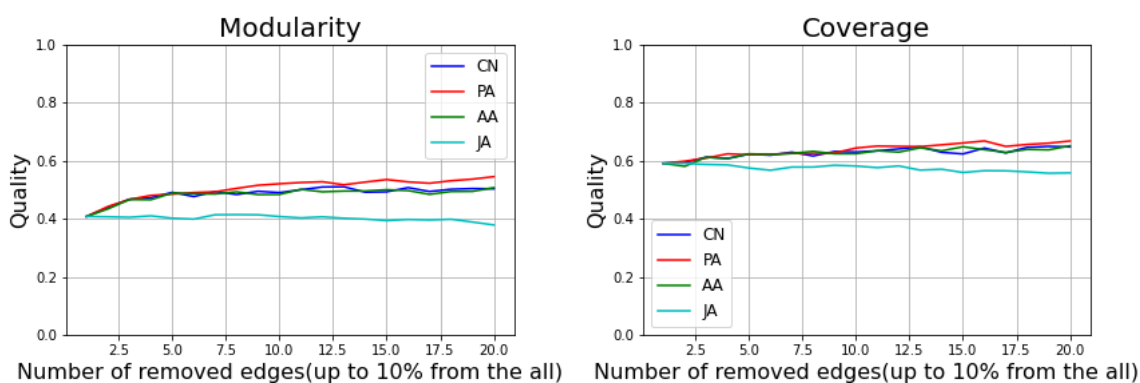 Modularity
1.0
0.8
0.6
0.4
0.2
0.0
Quality
CN
PA
AA
JA
2.5 5.0 7.5 10.0 12.5 15.0 17.5 20.0
Number of removed edges(up to 10% from the all)
Coverage
1.0
0.8
0.6
0.4
0.2
0.0
Quality
CN
PA
AA
JA
2.5 5.0 7.5 10.0 12.5 15.0 17.5 20.0
Number of removed edges(up to 10% from the all)